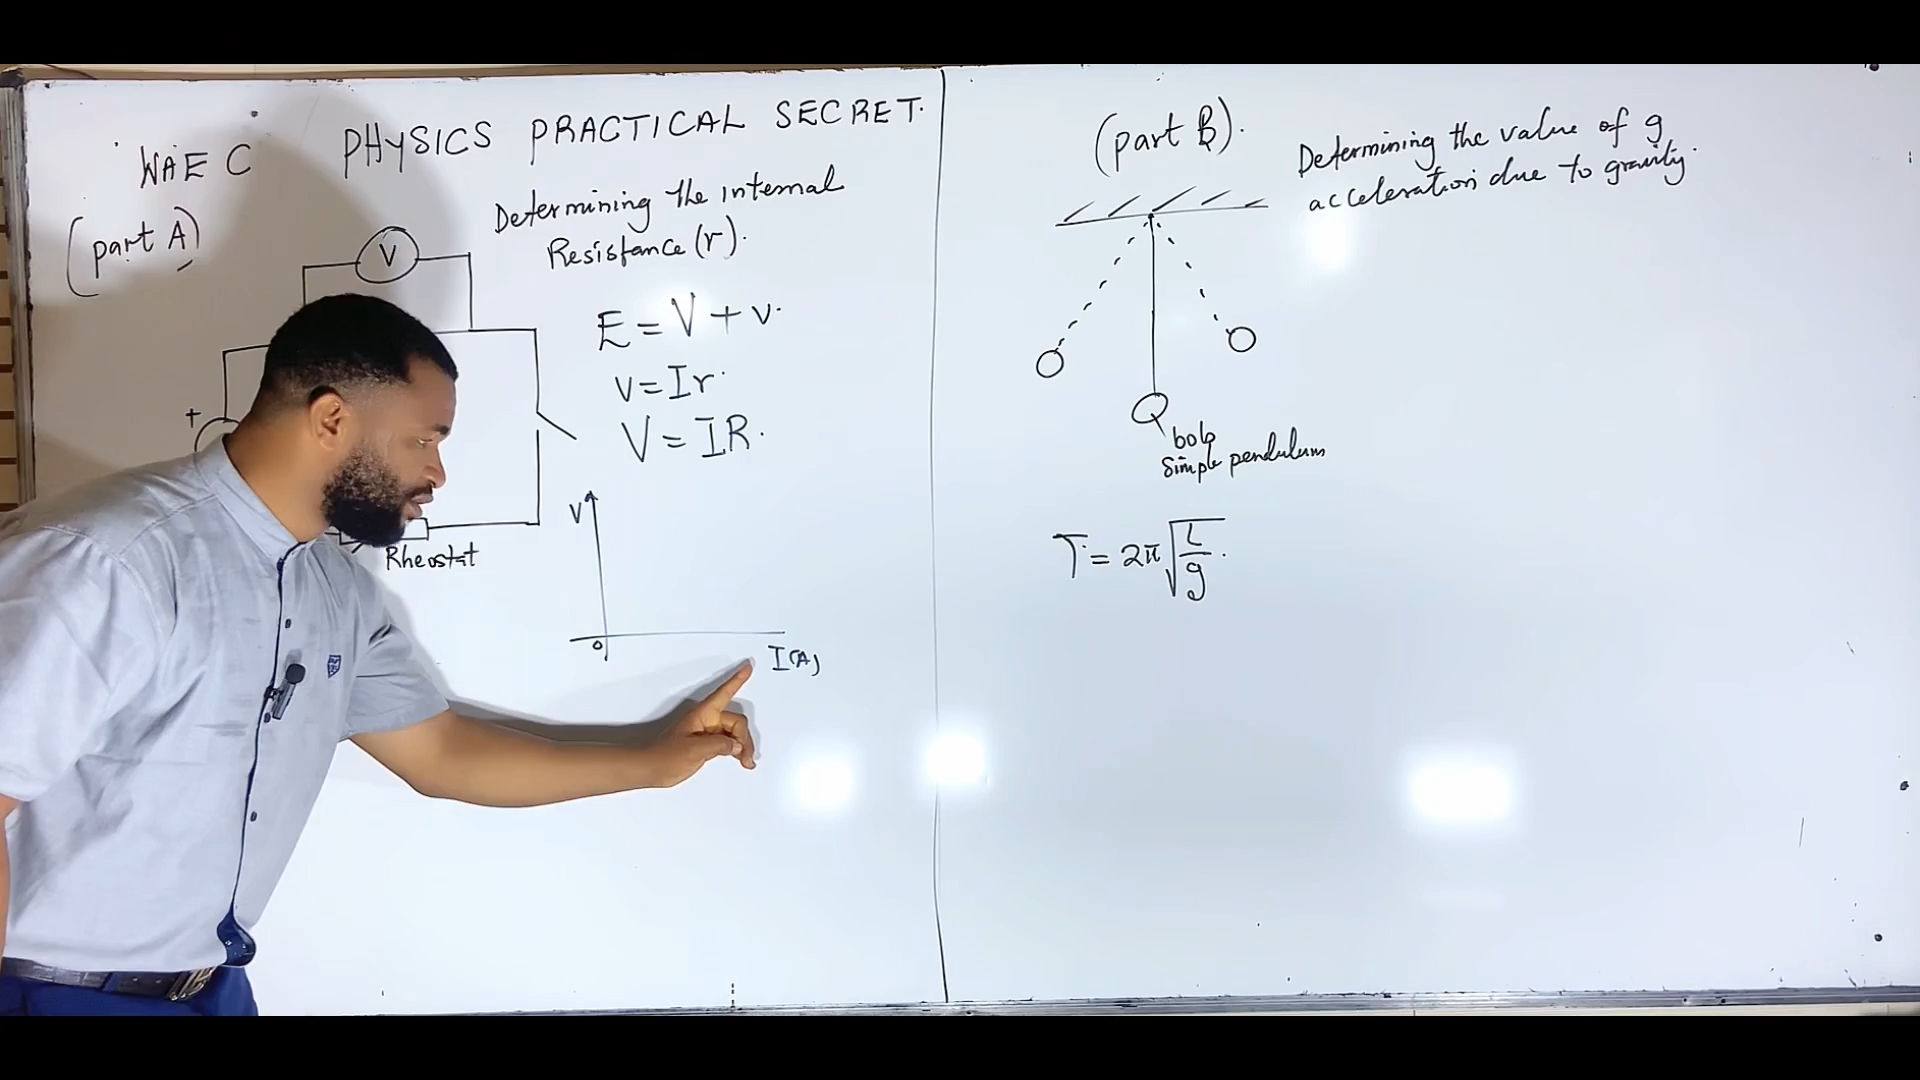 WAEC PHYSICS PRACTICAL SECRET.
(part A)
Determining the internal
Resistance (r).
V
E = V + v.
v = Ir.
V = IR.
+
V
Rheostat
0
I(A)
(part B).
Determining the value of g
acceleration due to gravity.
bob
Simple pendulum
T = 2π√(L/g).